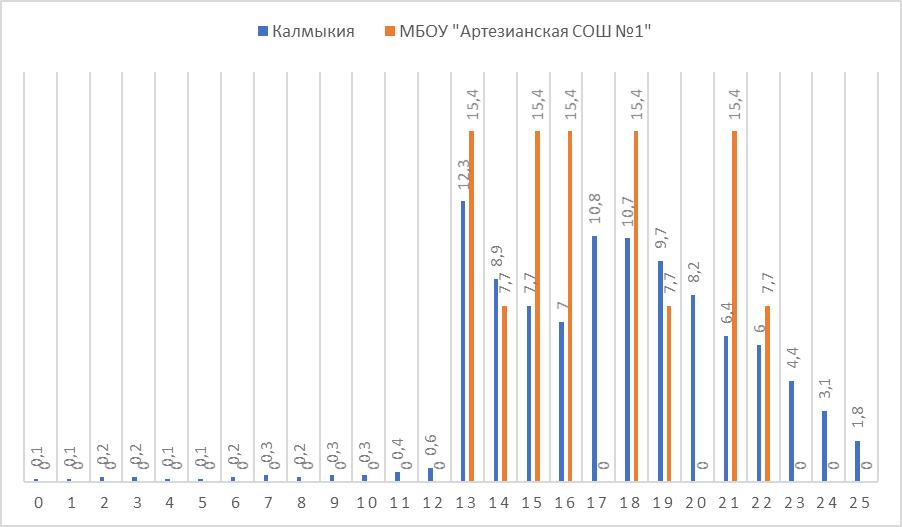 Калмыкия МБОУ "Артезианская СОШ №1"
0,1 0 0,1 0 0,2 0 0,2 0 0,1 0 0,1 0 0,2 0 0,3 0 0,2 0 0,3 0 0,3 0 0,4 0 0,6 0 12,3 15,4 8,9 7,7 7,7 15,4 7 15,4 10,8 0 10,7 15,4 9,7 7,7 8,2 0 6,4 15,4 6 7,7 4,4 0 3,1 0 1,8 0
0 1 2 3 4 5 6 7 8 9 10 11 12 13 14 15 16 17 18 19 20 21 22 23 24 25